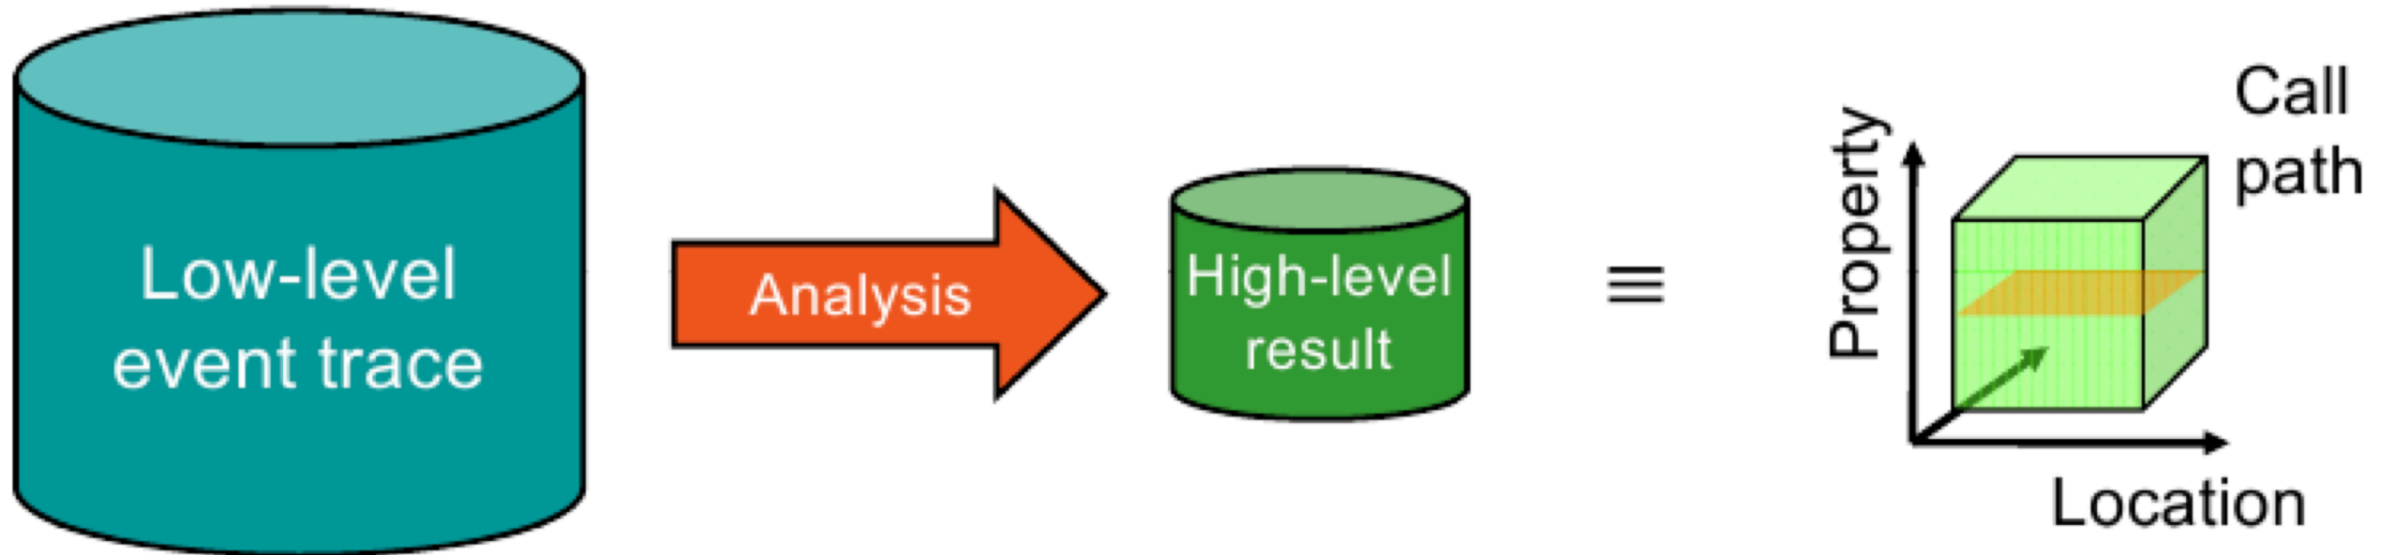 Low-level
event trace
Analysis
High-level
result
≡
Property
Call
path
Location